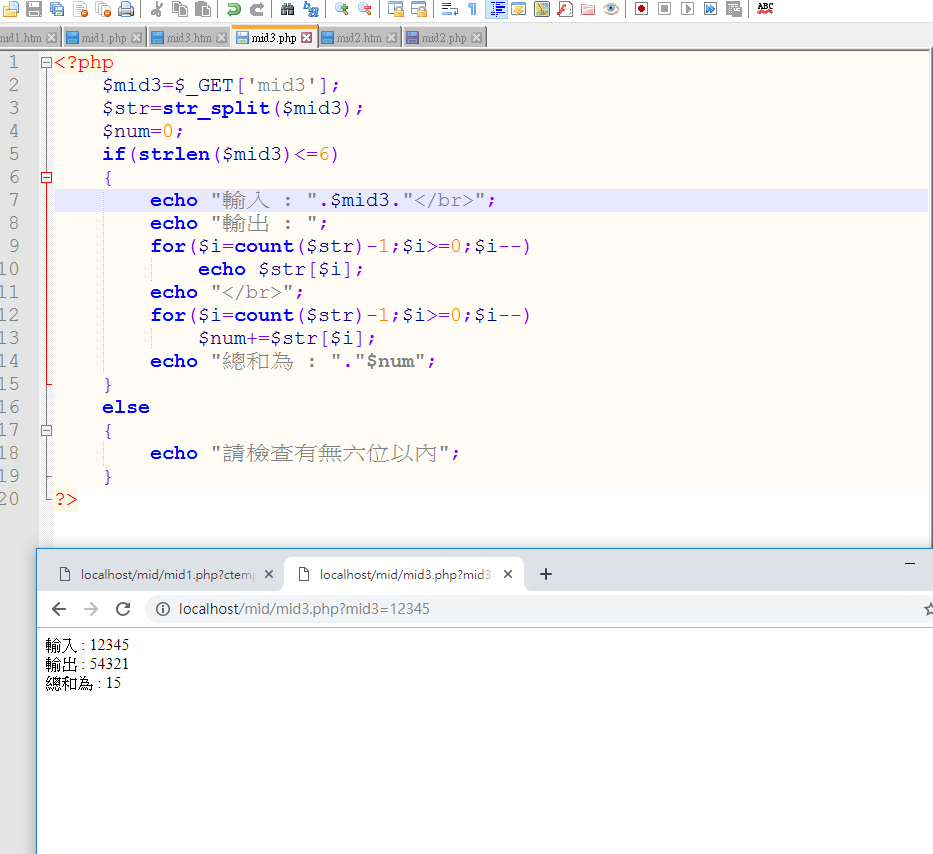 ABC
mid1.htm mid1.php mid3.htm mid3.php mid2.htm mid2.php
1 <?php
2 $mid3=$_GET['mid3'];
3 $str=str_split($mid3);
4 $num=0;
5 if(strlen($mid3)<=6)
6 {
7 echo "輸入 : ".$mid3."</br>";
8 echo "輸出 : ";
9 for($i=count($str)-1;$i>=0;$i--)
10 echo $str[$i];
11 echo "</br>";
12 for($i=count($str)-1;$i>=0;$i--)
13 $num+=$str[$i];
14 echo "總和為 : "."$num";
15 }
16 else
17 {
18 echo "請檢查有無六位以內";
19 }
20 ?>
localhost/mid/mid1.php?ctemp localhost/mid/mid3.php?mid3
localhost/mid/mid3.php?mid3=12345
輸入 : 12345
輸出 : 54321
總和為 : 15